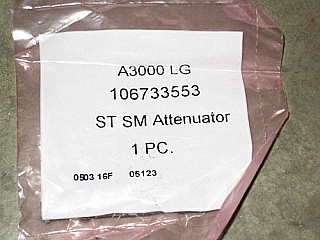 A3000 LG
106733553
ST SM Attenuator
1 PC.
0503 16F 05123